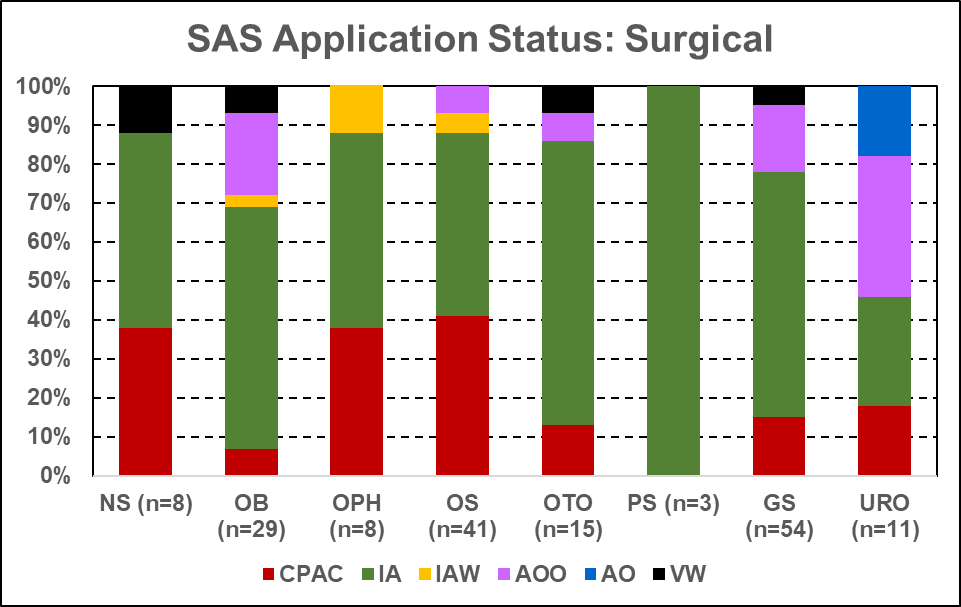 SAS Application Status: Surgical
100%
90%
80%
70%
60%
50%
40%
30%
20%
10%
0%
NS (n=8) OB OPH OS OTO PS (n=3) GS URO
(n=29) (n=8) (n=41) (n=15) (n=54) (n=11)
CPAC IA IAW AOO AO VW